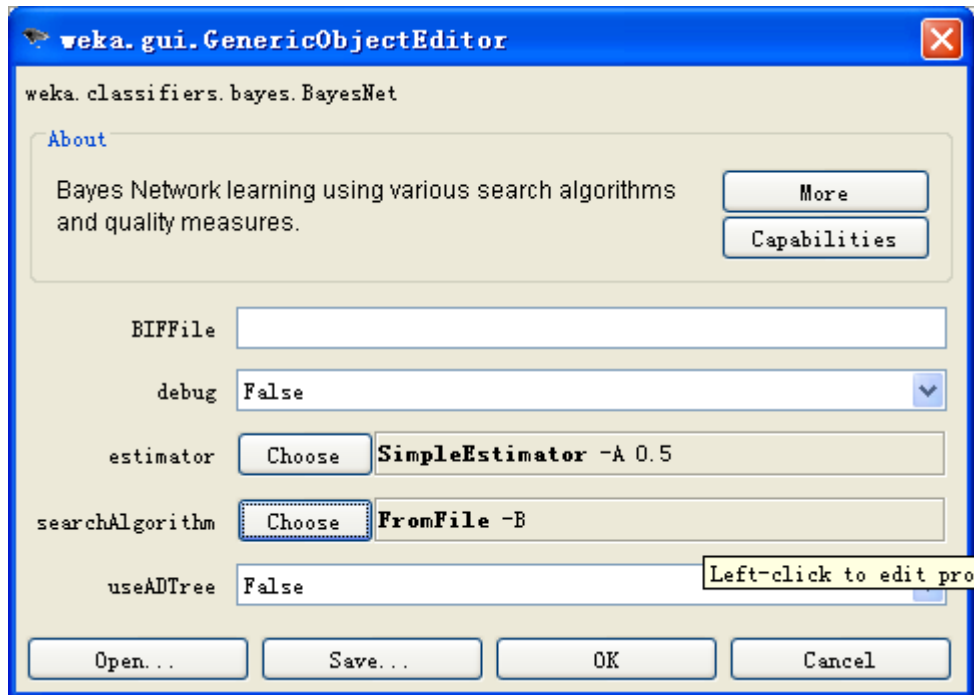 weka.gui.GenericObjectEditor
weka.classifiers.bayes.BayesNet
About
Bayes Network learning using various search algorithms
and quality measures.
More
Capabilities
BIFFile
debug False
estimator Choose SimpleEstimator -A 0.5
searchAlgorithm Choose FromFile -B
Left-click to edit pro
useADTree False
Open... Save... OK Cancel